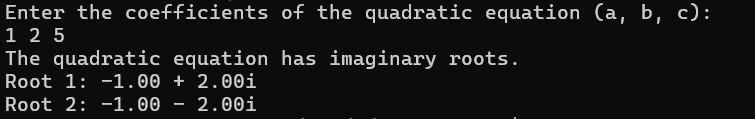 Enter the coefficients of the quadratic equation (a, b, c):
1 2 5
The quadratic equation has imaginary roots.
Root 1: -1.00 + 2.00i
Root 2: -1.00 - 2.00i